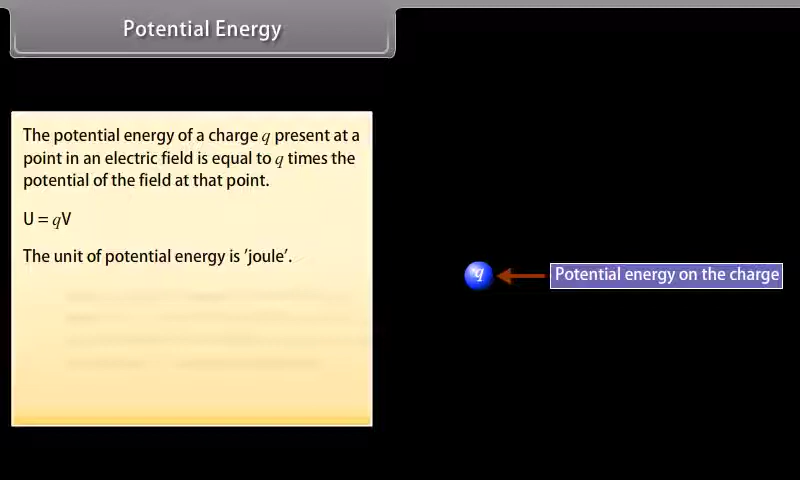 Potential Energy
The potential energy of a charge q present at a
point in an electric field is equal to q times the
potential of the field at that point.
U = qV
The unit of potential energy is ‘joule’.
q
Potential energy on the charge